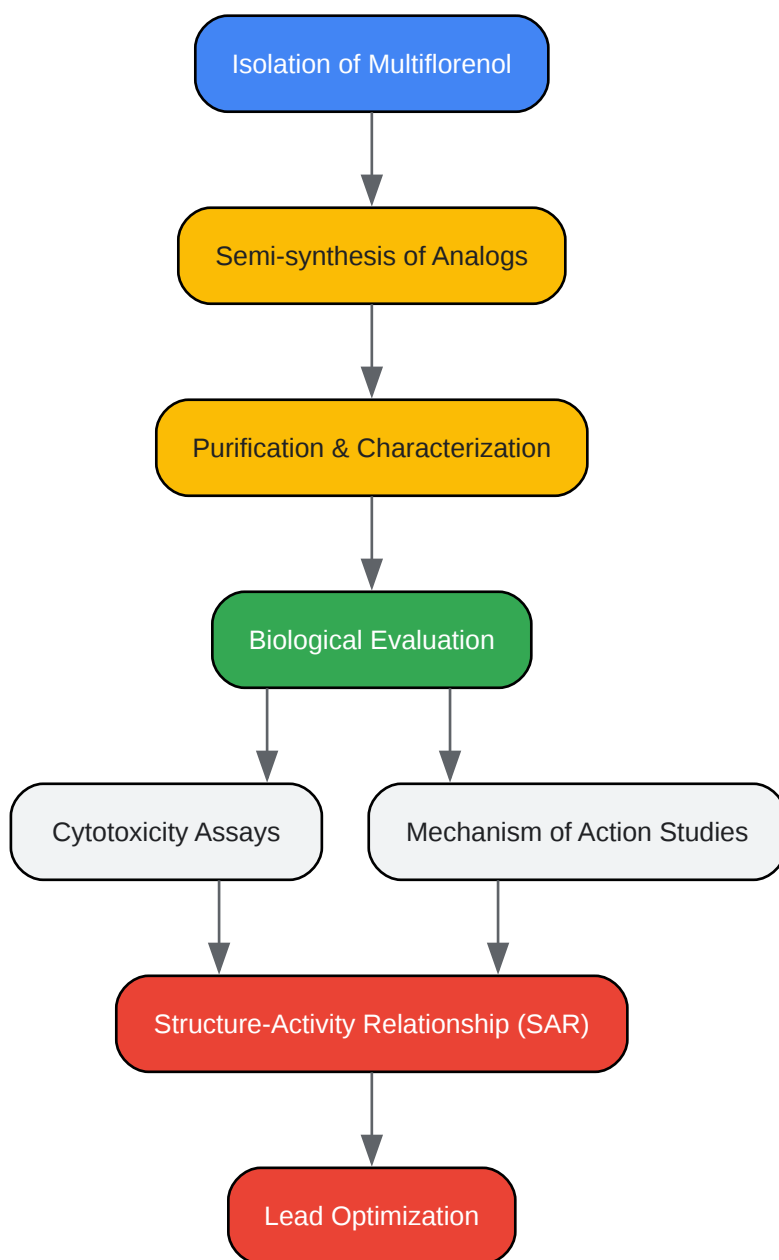 Isolation of Multiflorenol
Semi-synthesis of Analogs
Purification & Characterization
Biological Evaluation
Cytotoxicity Assays
Mechanism of Action Studies
Structure-Activity Relationship (SAR)
Lead Optimization